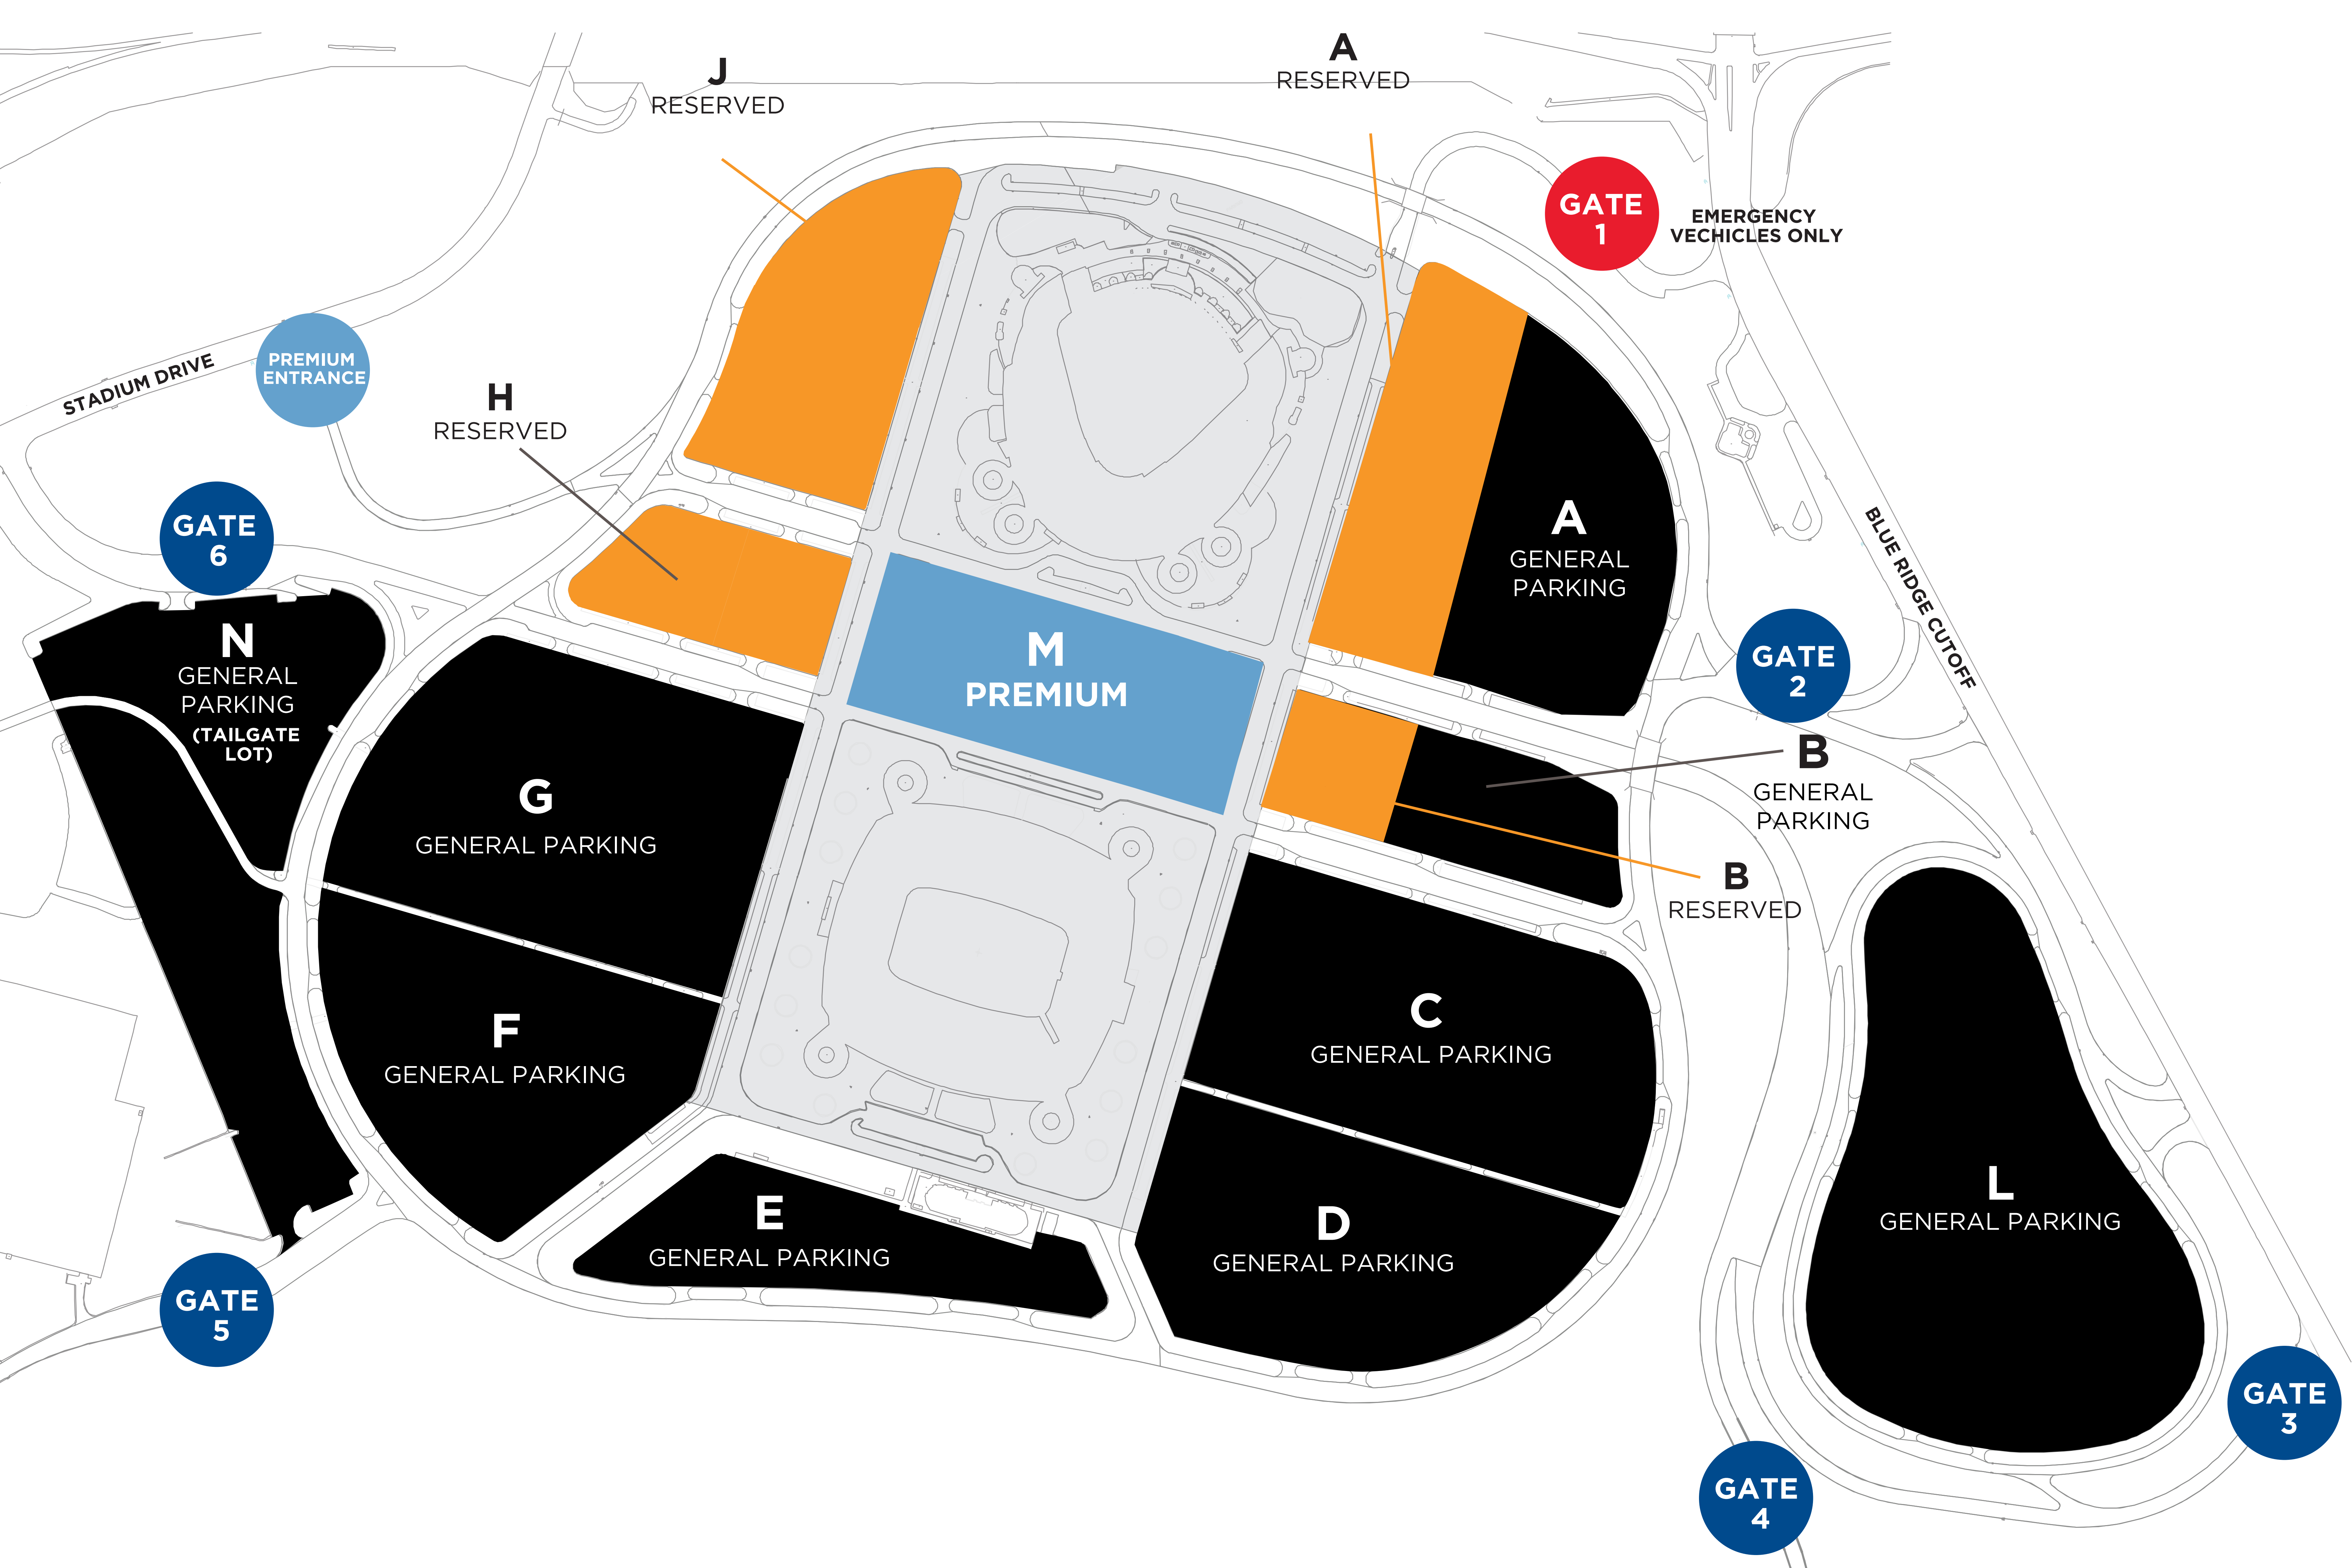 A
RESERVED
J
RESERVED
GATE
1
EMERGENCY
VECHICLES ONLY
PREMIUM
ENTRANCE
STADIUM DRIVE
H
RESERVED
GATE
6
A
GENERAL
PARKING
BLUE RIDGE CUTOFF
N
GENERAL
PARKING
(TAILGATE
LOT)
M
PREMIUM
GATE
2
B
GENERAL
PARKING
G
GENERAL PARKING
B
RESERVED
C
GENERAL PARKING
F
GENERAL PARKING
L
GENERAL PARKING
E
GENERAL PARKING
D
GENERAL PARKING
GATE
5
GATE
3
GATE
4